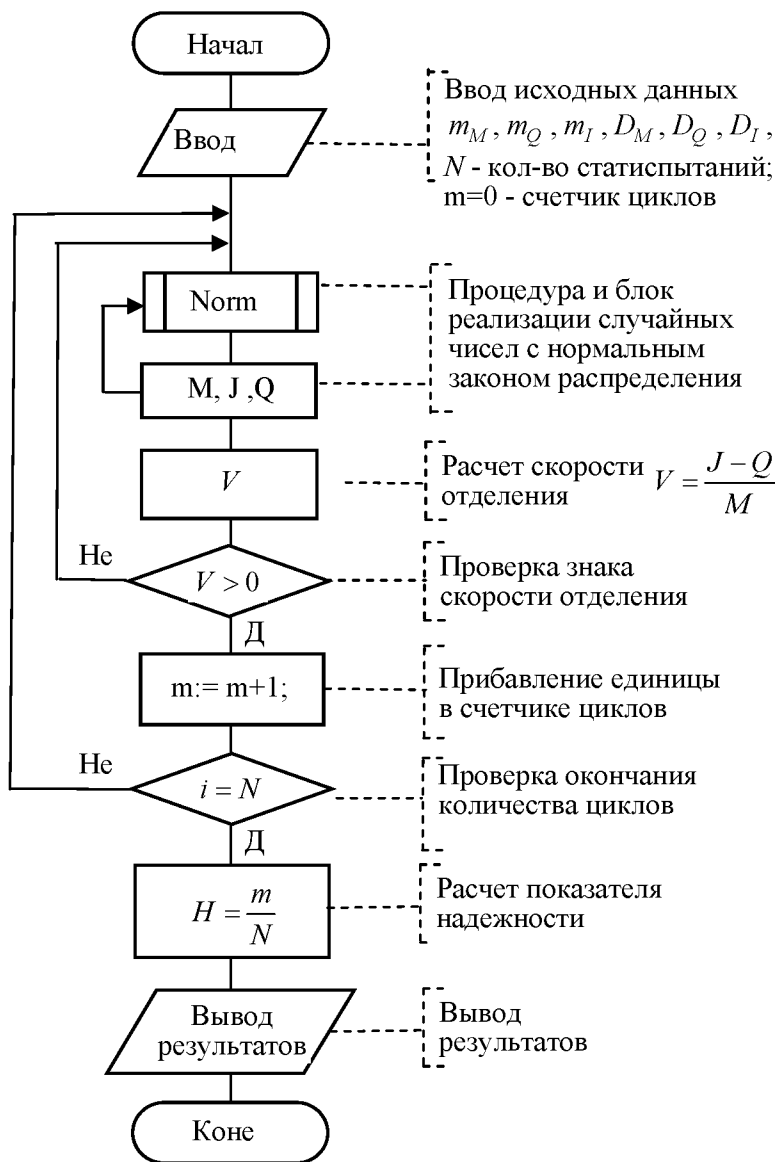 Начал
Ввод
Ввод исходных данных
m_M, m_Q, m_I, D_M, D_Q, D_I,
N - кол-во статиспытаний;
m=0 - счетчик циклов
Norm
Процедура и блок
реализации случайных
чисел с нормальным
законом распределения
M, J ,Q
V
Расчет скорости
отделения V = \frac{J-Q}{M}
Не
V > 0
Проверка знака
скорости отделения
Д
m:= m+1;
Прибавление единицы
в счетчике циклов
Не
i = N
Проверка окончания
количества циклов
Д
H = \frac{m}{N}
Расчет показателя
надежности
Вывод
результатов
Вывод
результатов
Коне